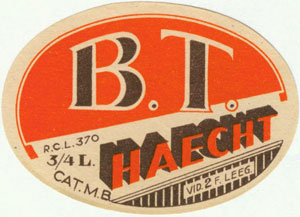 B.T.
R.C.L. 370
3/4 L.
HAECHT
CAT. M.B.
VID. 2 F. LEEG.